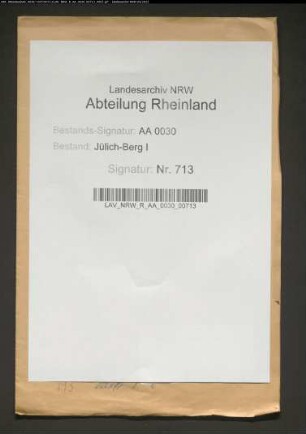 Landesarchiv NRW
Abteilung Rheinland
Bestands-Signatur: AA 0030
Bestand: Jülich-Berg I
Signatur: Nr. 713
LAV_NRW_R_AA_0030_00713